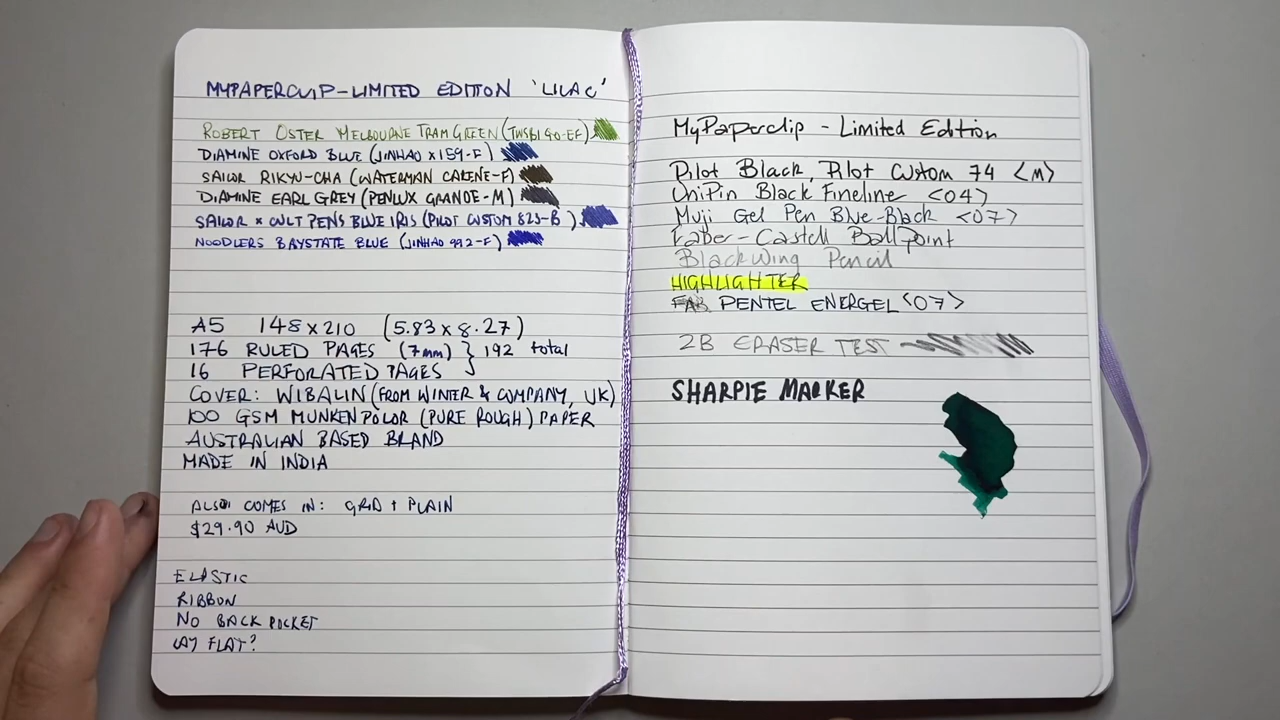 MYPAPERCLIP-LIMITED EDITION 'LILAC'
ROBERT OSTER MELBOURNE TRAM GREEN (TWSBI GO-EF)
DIAMINE OXFORD BLUE (JINHAO X159-F)
SAILOR RIKYU-CHA (WATERMAN CARENE-F)
DIAMINE EARL GREY (PENLUX GRANDE-M)
SAILOR x CULT PENS BLUE IRIS (PILOT CUSTOM 823-B)
NOODLERS BAYSTATE BLUE (JINHAO 992-F)
A5 148 x 210 (5.83 x 8.27)
176 RULED PAGES (7mm) } 192 total
16 PERFORATED PAGES
COVER: WIBALIN (FROM WINTER & COMPANY, UK)
100 GSM MUNKEN POLOR (PURE ROUGH) PAPER
AUSTRALIAN BASED BRAND
MADE IN INDIA
ALSO COMES IN: GRID + PLAIN
$29.90 AUD
ELASTIC
RIBBON
NO BACK POCKET
LAY FLAT?
MyPaperclip - Limited Edition
Pilot Black, Pilot Custom 74 <M>
UniPin Black Fineline <04>
Muji Gel Pen Blue-Black <07>
Faber-Castell BallPoint
BlackWing Pencil
HIGHLIGHTER
PENTEL ENERGEL <07>
2B ERASER TEST
SHARPIE MARKER